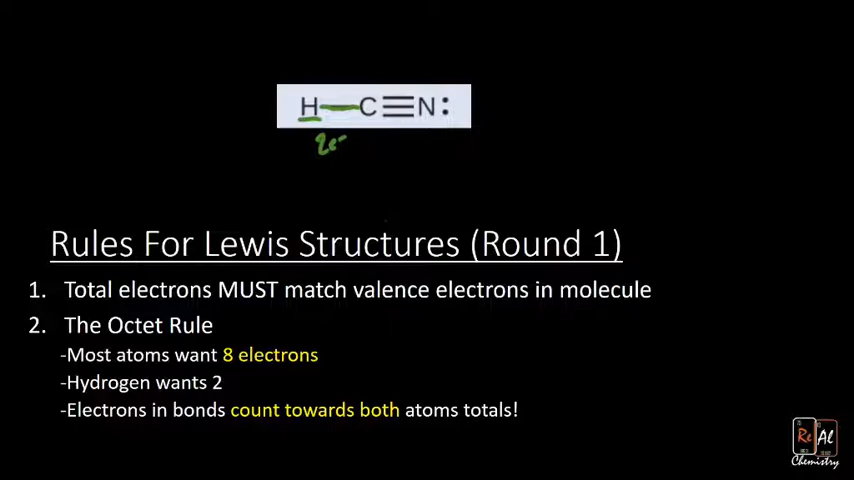 H—C≡N:
2e-
Rules For Lewis Structures (Round 1)
1. Total electrons MUST match valence electrons in molecule
2. The Octet Rule
-Most atoms want 8 electrons
-Hydrogen wants 2
-Electrons in bonds count towards both atoms totals!
Re Al
Chemistry